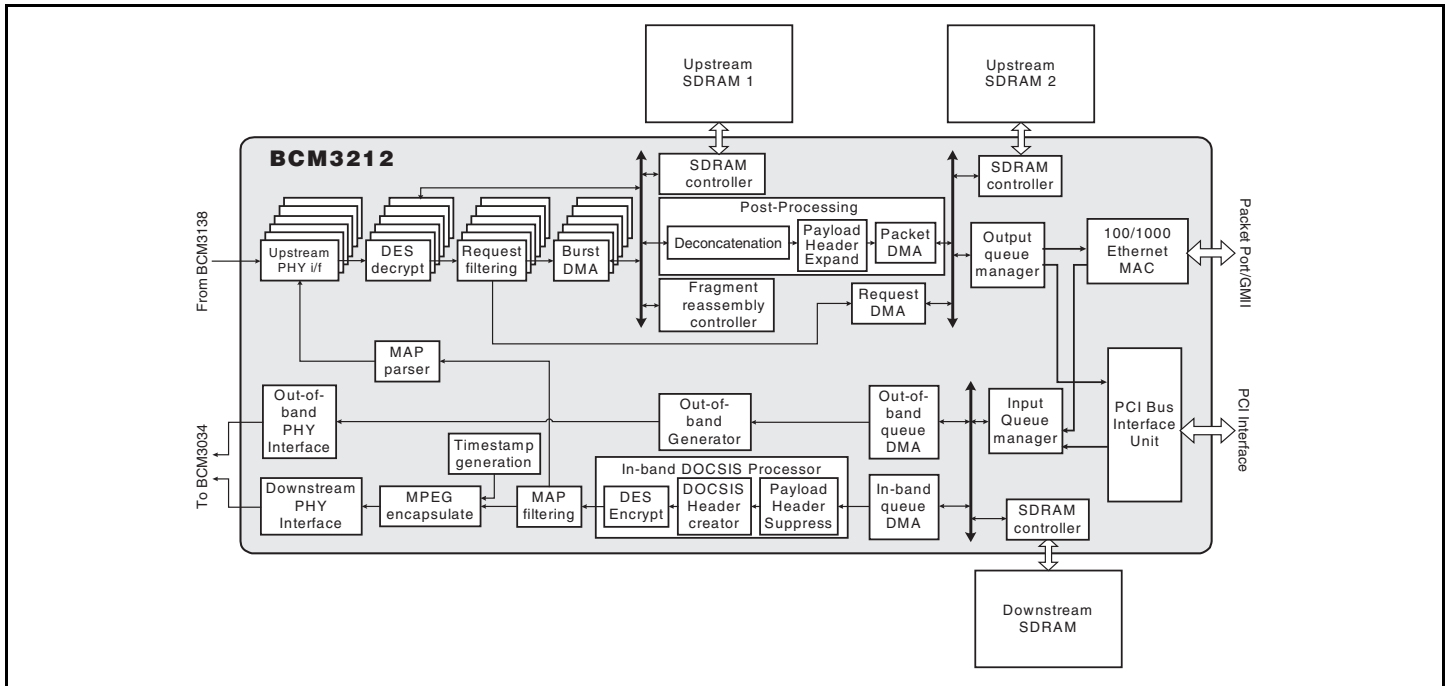 Upstream
SDRAM 1
Upstream
SDRAM 2
BCM3212
SDRAM
controller
SDRAM
controller
From BCM3138
Upstream
PHY i/f
DES
decrypt
Request
filtering
Burst
DMA
Post-Processing
Deconcatenation
Payload
Header
Expand
Packet
DMA
Output
queue
manager
100/1000
Ethernet
MAC
Packet Port/GMII
Fragment
reassembly
controller
Request
DMA
MAP
parser
Out-of-
band PHY
Interface
Out-of-
band
Generator
Out-of-
band
queue
DMA
Input
Queue
manager
PCI Bus
Interface
Unit
PCI Interface
To BCM3034
Timestamp
generation
Downstream
PHY
Interface
MPEG
encapsulate
MAP
filtering
In-band DOCSIS Processor
DES
Encrypt
DOCSIS
Header
creator
Payload
Header
Suppress
In-band
queue
DMA
SDRAM
controller
Downstream
SDRAM